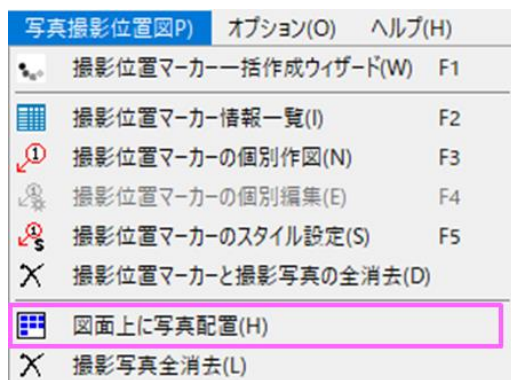 写真撮影位置図P) オプション(O) ヘルプ(H)
撮影位置マーカー一括作成ウィザード(W) F1
撮影位置マーカー情報一覧(I) F2
撮影位置マーカーの個別作図(N) F3
撮影位置マーカーの個別編集(E) F4
撮影位置マーカーのスタイル設定(S) F5
撮影位置マーカーと撮影写真の全消去(D)
図面上に写真配置(H)
撮影写真全消去(L)